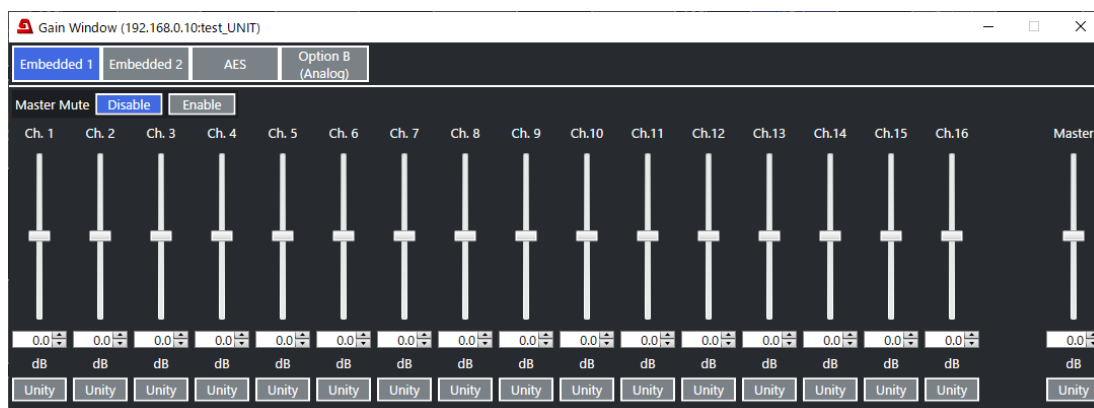 Gain Window (192.168.0.10:test_UNIT)
Embedded 1 Embedded 2 AES Option B
(Analog)
Master Mute Disable Enable
Ch. 1 Ch. 2 Ch. 3 Ch. 4 Ch. 5 Ch. 6 Ch. 7 Ch. 8 Ch. 9 Ch.10 Ch.11 Ch.12 Ch.13 Ch.14 Ch.15 Ch.16 Master
0.0 0.0 0.0 0.0 0.0 0.0 0.0 0.0 0.0 0.0 0.0 0.0 0.0 0.0 0.0 0.0 0.0
dB dB dB dB dB dB dB dB dB dB dB dB dB dB dB dB dB
Unity Unity Unity Unity Unity Unity Unity Unity Unity Unity Unity Unity Unity Unity Unity Unity Unity